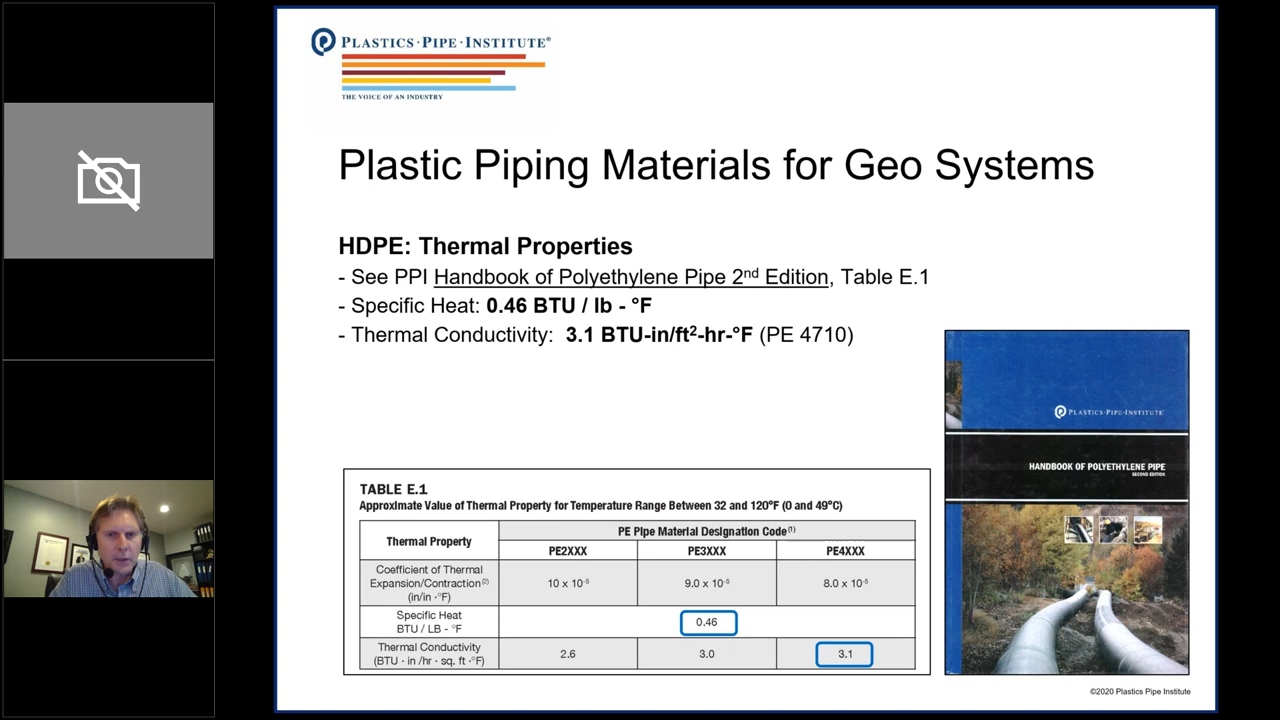 PLASTICS·PIPE·INSTITUTE®
THE VOICE OF AN INDUSTRY
Plastic Piping Materials for Geo Systems
HDPE: Thermal Properties
- See PPI Handbook of Polyethylene Pipe 2nd Edition, Table E.1
- Specific Heat: 0.46 BTU / lb - °F
- Thermal Conductivity: 3.1 BTU-in/ft²-hr-°F (PE 4710)
TABLE E.1
Approximate Value of Thermal Property for Temperature Range Between 32 and 120°F (0 and 49°C)
Thermal Property
PE Pipe Material Designation Code(1)
PE2XXX PE3XXX PE4XXX
Coefficient of Thermal
Expansion/Contraction(2)
(in/in ·°F)
10 x 10-5 9.0 x 10-5 8.0 x 10-5
Specific Heat
BTU / LB - °F
0.46
Thermal Conductivity
(BTU · in /hr · sq. ft ·°F)
2.6 3.0 3.1
PLASTICS·PIPE·INSTITUTE
HANDBOOK OF POLYETHYLENE PIPE
SECOND EDITION
©2020 Plastics Pipe Institute